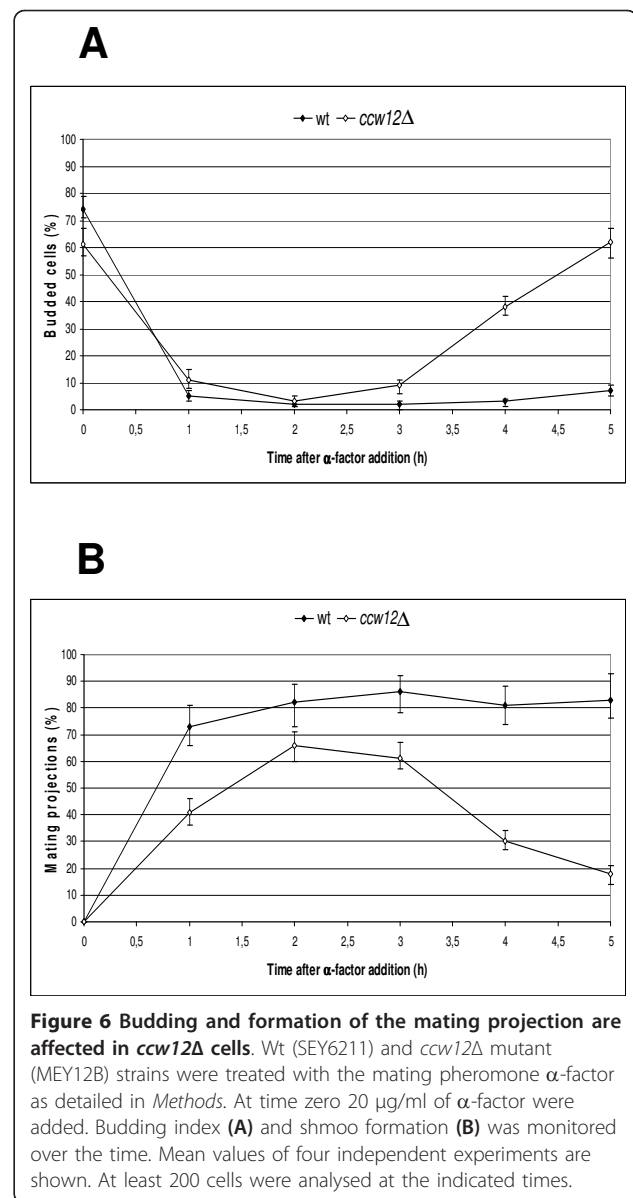 A
wt ccw12Δ
100
90
80
70
60
50
40
30
20
10
0
Budded cells (%)
0 0,5 1 1,5 2 2,5 3 3,5 4 4,5 5
Time after α-factor addition (h)
B
wt ccw12Δ
100
90
80
70
60
50
40
30
20
10
0
Mating projections (%)
0 0,5 1 1,5 2 2,5 3 3,5 4 4,5 5
Time after α-factor addition (h)
Figure 6 Budding and formation of the mating projection are
affected in ccw12Δ cells. Wt (SEY6211) and ccw12Δ mutant
(MEY12B) strains were treated with the mating pheromone α-factor
as detailed in Methods. At time zero 20 μg/ml of α-factor were
added. Budding index (A) and shmoo formation (B) was monitored
over the time. Mean values of four independent experiments are
shown. At least 200 cells were analysed at the indicated times.